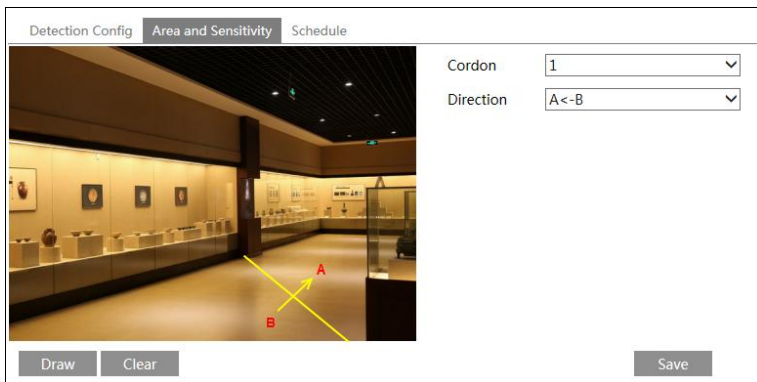 Detection Config Area and Sensitivity Schedule
Cordon 1
Direction A<-B
A
B
Draw Clear Save